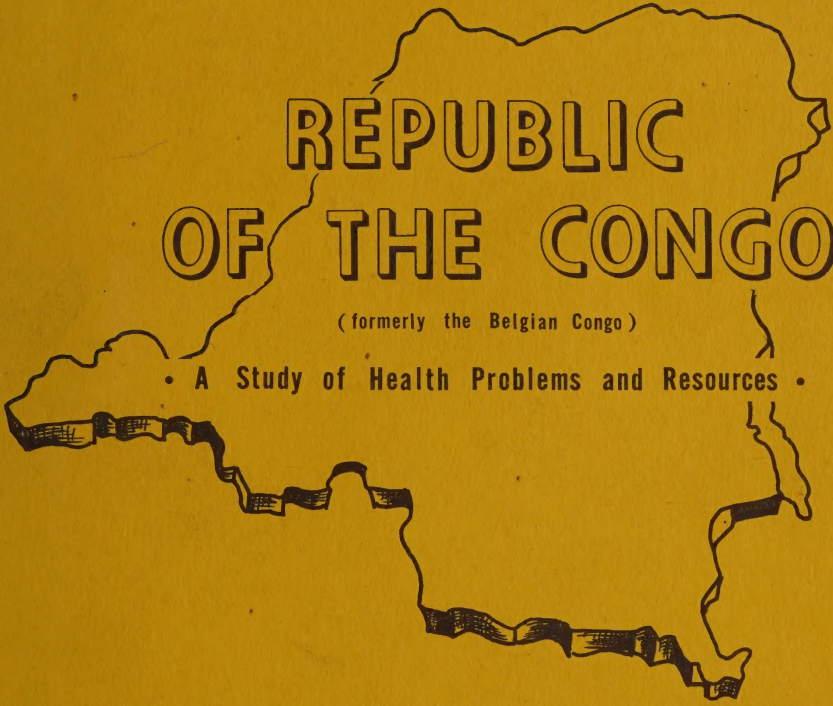 REPUBLIC
OF THE CONGO
(formerly the Belgian Congo)
• A Study of Health Problems and Resources •